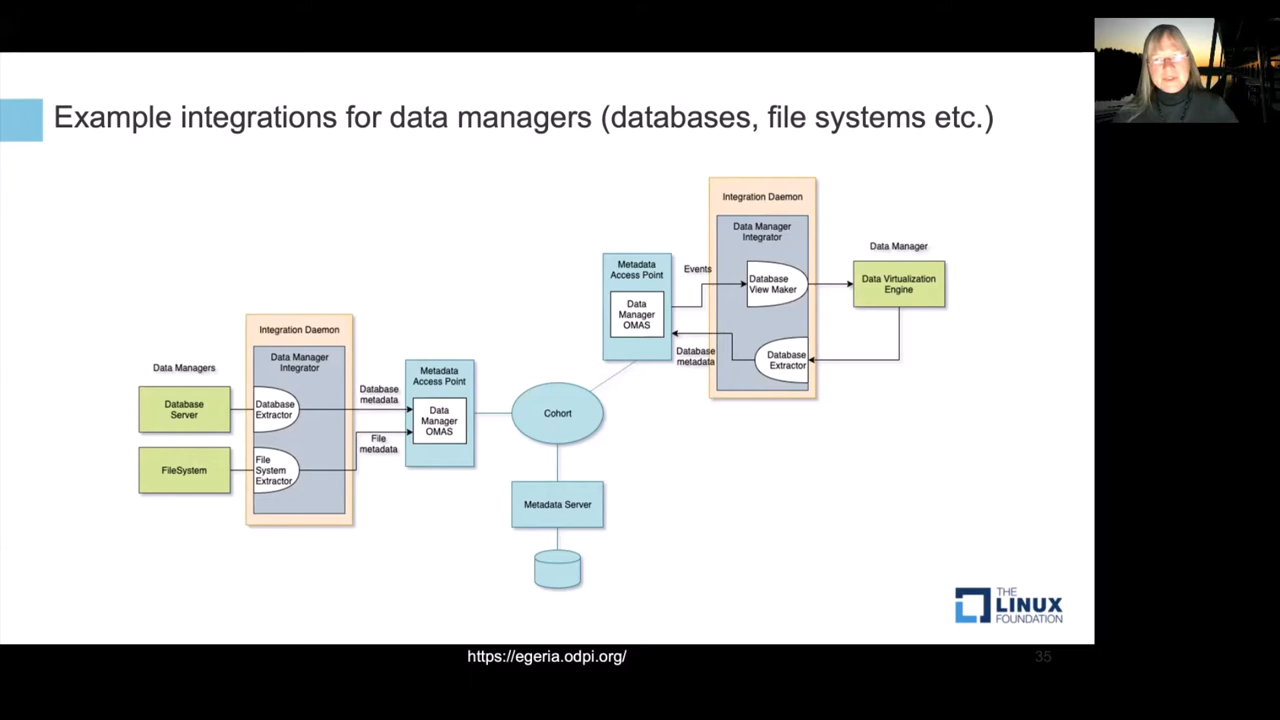 Example integrations for data managers (databases, file systems etc.)
Integration Daemon
Data Manager
Integrator
Data Managers
Database
Server
FileSystem
Database
Extractor
File
System
Extractor
Database
metadata
File
metadata
Metadata
Access Point
Data
Manager
OMAS
Cohort
Metadata Server
Metadata
Access Point
Data
Manager
OMAS
Events
Database
metadata
Integration Daemon
Data Manager
Integrator
Database
View Maker
Database
Extractor
Data Manager
Data Virtualization
Engine
THE
LINUX
FOUNDATION
https://egeria.odpi.org/
35